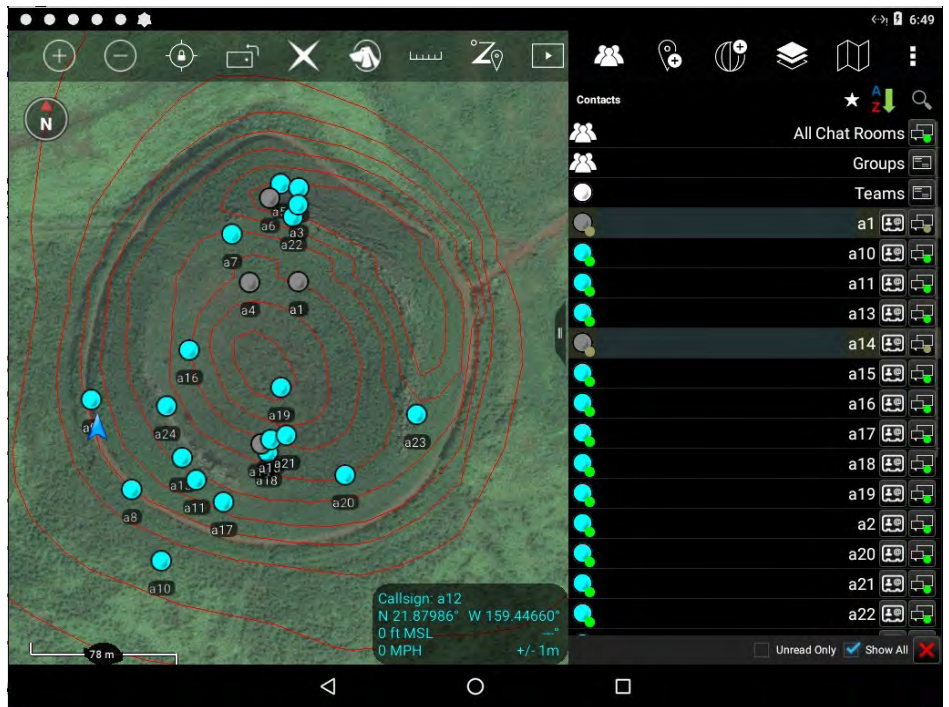 6:49
N
Contacts
A
Z
All Chat Rooms
Groups
Teams
a1
a10
a11
a13
a14
a15
a16
a17
a18
a19
a2
a20
a21
a22
Unread Only
Show All
a6
a3
a22
a7
a4
a1
a16
a19
a24
a23
a21
a18
a11
a20
a8
a17
a10
Callsign: a12
N 21.87986° W 159.44660°
0 ft MSL
---°
0 MPH
+/- 1m
78 m